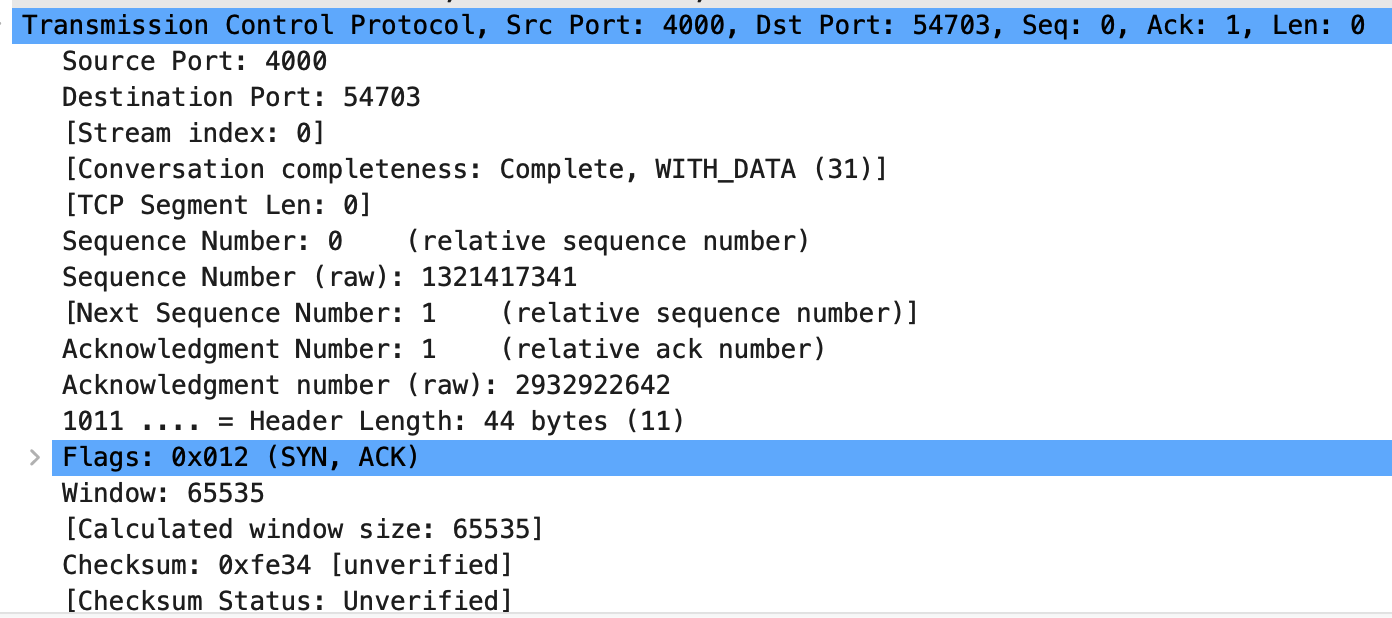 Transmission Control Protocol, Src Port: 4000, Dst Port: 54703, Seq: 0, Ack: 1, Len: 0
Source Port: 4000
Destination Port: 54703
[Stream index: 0]
[Conversation completeness: Complete, WITH_DATA (31)]
[TCP Segment Len: 0]
Sequence Number: 0    (relative sequence number)
Sequence Number (raw): 1321417341
[Next Sequence Number: 1    (relative sequence number)]
Acknowledgment Number: 1    (relative ack number)
Acknowledgment number (raw): 2932922642
1011 .... = Header Length: 44 bytes (11)
Flags: 0x012 (SYN, ACK)
Window: 65535
[Calculated window size: 65535]
Checksum: 0xfe34 [unverified]
[Checksum Status: Unverified]